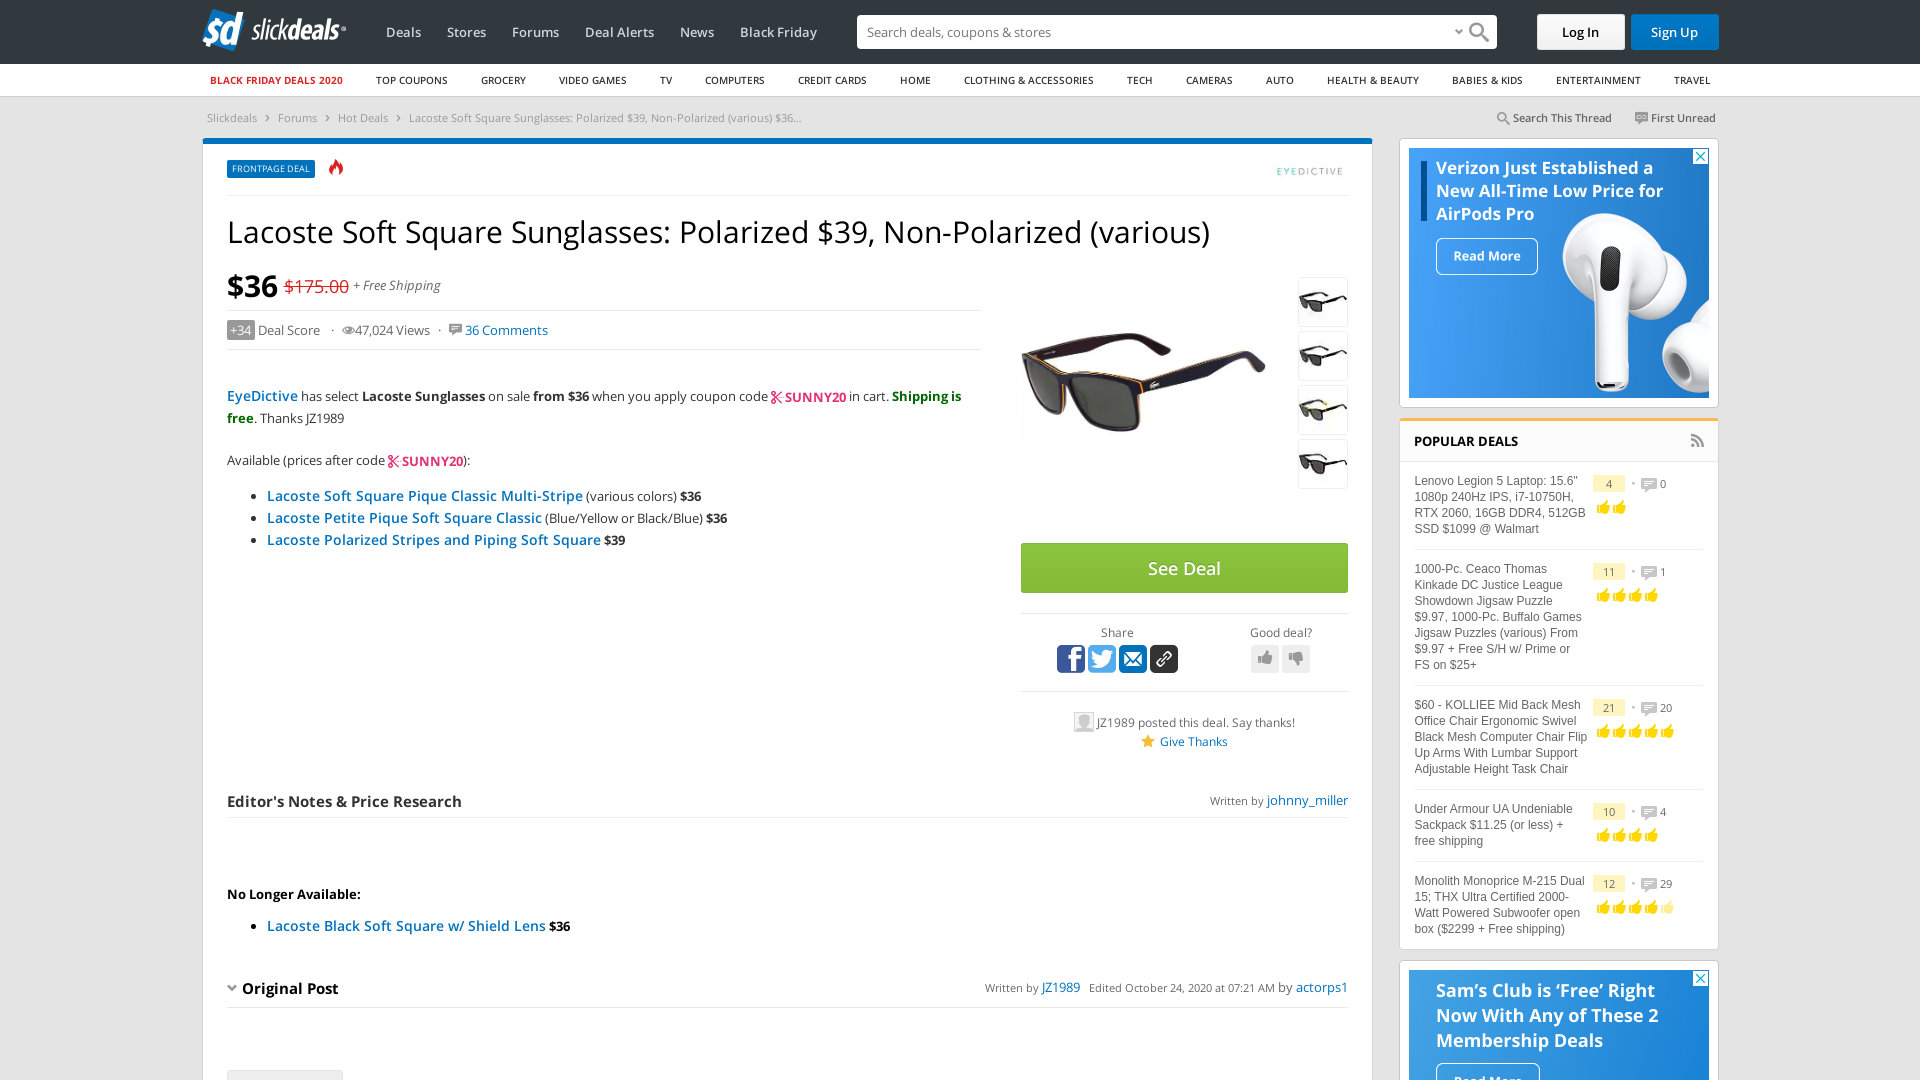 sd slickdeals
Deals Stores Forums Deal Alerts News Black Friday
Search deals, coupons & stores
Log In Sign Up
BLACK FRIDAY DEALS 2020 TOP COUPONS GROCERY VIDEO GAMES TV COMPUTERS CREDIT CARDS HOME CLOTHING & ACCESSORIES TECH CAMERAS AUTO HEALTH & BEAUTY BABIES & KIDS ENTERTAINMENT TRAVEL
Slickdeals Forums Hot Deals Lacoste Soft Square Sunglasses: Polarized $39, Non-Polarized (various) $36...
Search This Thread First Unread
FRONTPAGE DEAL
EYEDICTIVE
Lacoste Soft Square Sunglasses: Polarized $39, Non-Polarized (various)
$36 $175.00 + Free Shipping
+34 Deal Score · 47,024 Views · 36 Comments
EyeDictive has select Lacoste Sunglasses on sale from $36 when you apply coupon code SUNNY20 in cart. Shipping is
free. Thanks JZ1989
Available (prices after code SUNNY20):
• Lacoste Soft Square Pique Classic Multi-Stripe (various colors) $36
• Lacoste Petite Pique Soft Square Classic (Blue/Yellow or Black/Blue) $36
• Lacoste Polarized Stripes and Piping Soft Square $39
See Deal
Share
Good deal?
JZ1989 posted this deal. Say thanks!
Give Thanks
Editor's Notes & Price Research
Written by johnny_miller
No Longer Available:
• Lacoste Black Soft Square w/ Shield Lens $36
Original Post
Written by JZ1989 Edited October 24, 2020 at 07:21 AM by actorps1
Verizon Just Established a
New All-Time Low Price for
AirPods Pro
Read More
POPULAR DEALS
Lenovo Legion 5 Laptop: 15.6"
1080p 240Hz IPS, i7-10750H,
RTX 2060, 16GB DDR4, 512GB
SSD $1099 @ Walmart
4 • 0
1000-Pc. Ceaco Thomas
Kinkade DC Justice League
Showdown Jigsaw Puzzle
$9.97, 1000-Pc. Buffalo Games
Jigsaw Puzzles (various) From
$9.97 + Free S/H w/ Prime or
FS on $25+
11 • 1
$60 - KOLLIEE Mid Back Mesh
Office Chair Ergonomic Swivel
Black Mesh Computer Chair Flip
Up Arms With Lumbar Support
Adjustable Height Task Chair
21 • 20
Under Armour UA Undeniable
Sackpack $11.25 (or less) +
free shipping
10 • 4
Monolith Monoprice M-215 Dual
15; THX Ultra Certified 2000-
Watt Powered Subwoofer open
box ($2299 + Free shipping)
12 • 29
Sam's Club is ‘Free’ Right
Now With Any of These 2
Membership Deals
Read More